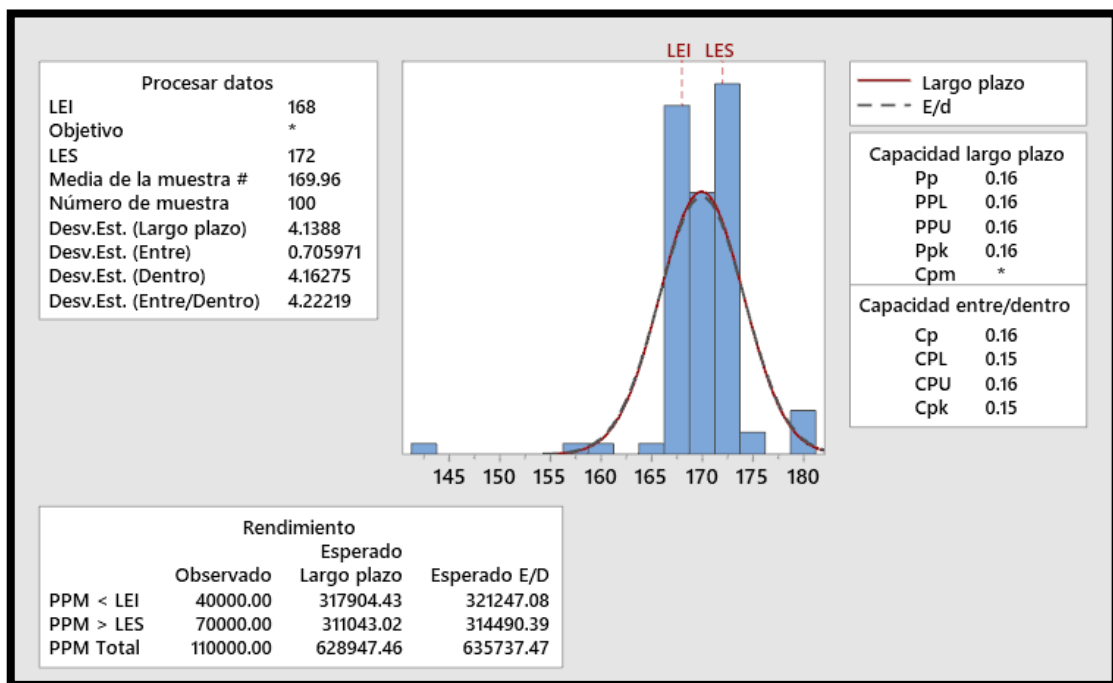 Procesar datos
LEI 168
Objetivo *
LES 172
Media de la muestra # 169.96
Número de muestra 100
Desv.Est. (Largo plazo) 4.1388
Desv.Est. (Entre) 0.705971
Desv.Est. (Dentro) 4.16275
Desv.Est. (Entre/Dentro) 4.22219
LEI LES
145 150 155 160 165 170 175 180
Largo plazo
E/d
Capacidad largo plazo
Pp 0.16
PPL 0.16
PPU 0.16
Ppk 0.16
Cpm *
Capacidad entre/dentro
Cp 0.16
CPL 0.15
CPU 0.16
Cpk 0.15
Rendimiento
Esperado
Observado Largo plazo Esperado E/D
PPM < LEI 40000.00 317904.43 321247.08
PPM > LES 70000.00 311043.02 314490.39
PPM Total 110000.00 628947.46 635737.47